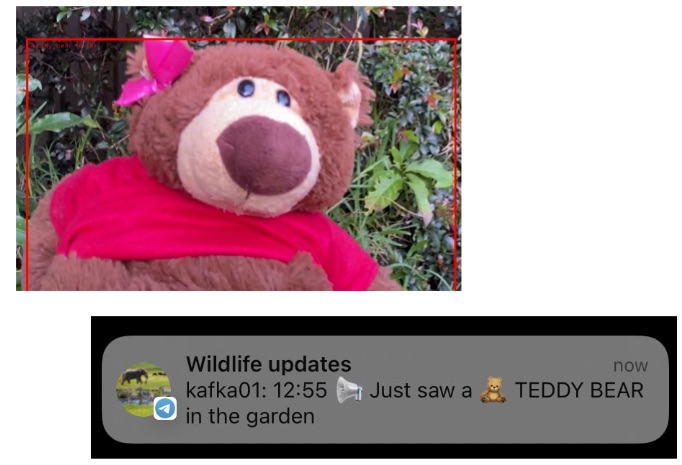 Wildlife updates
now
kafka01: 12:55 📢 Just saw a 🧸 TEDDY BEAR
in the garden